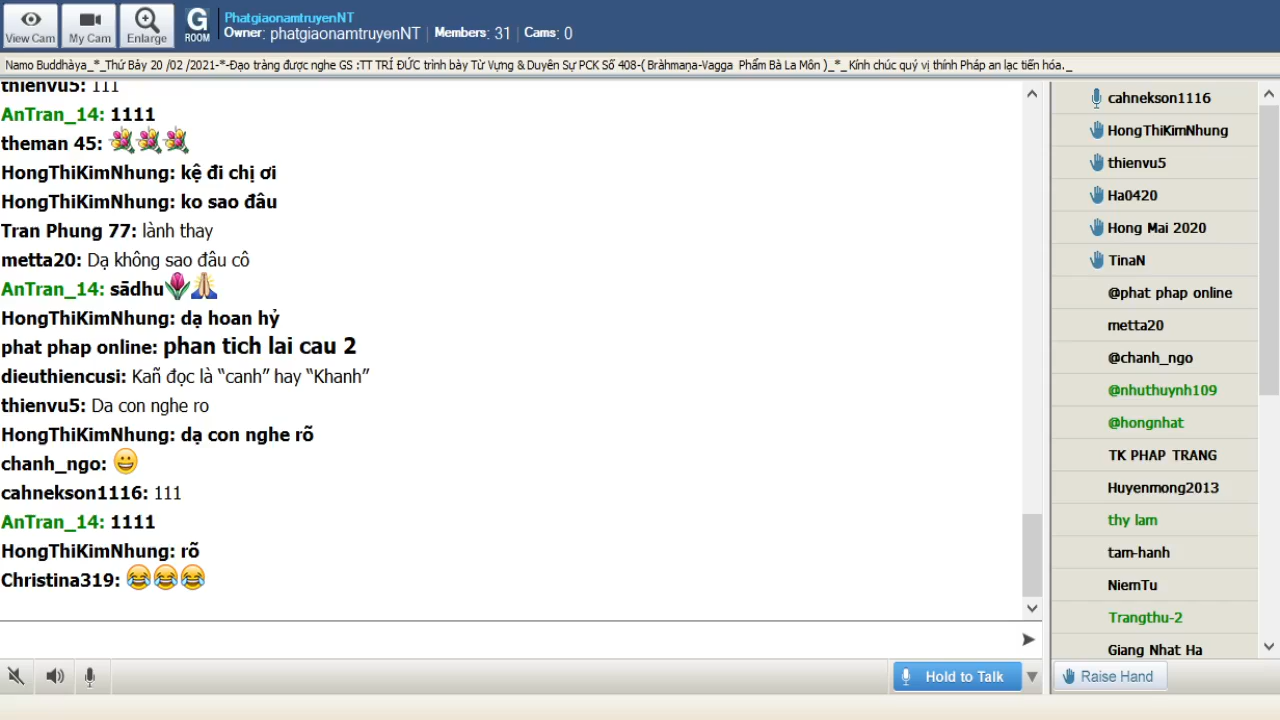 View Cam
My Cam
Enlarge
G
ROOM
PhatgiaonamtruyenNT
Owner: phatgiaonamtruyenNT | Members: 31 | Cams: 0
Namo Buddhàya_*_Thứ Bảy 20 /02 /2021-*-Đạo tràng được nghe GS :TT TRÍ ĐỨC trình bày Từ Vựng & Duyên Sự PCK Số 408-( Bràhmaṇa-Vagga Phẩm Bà La Môn )_*_ Kính chúc quý vị thính Pháp an lạc tiến hóa._
thienvu5: 111
AnTran_14: 1111
theman 45:
HongThiKimNhung: kệ đi chị ơi
HongThiKimNhung: ko sao đâu
Tran Phung 77: lành thay
metta20: Dạ không sao đâu cô
AnTran_14: sādhu
HongThiKimNhung: dạ hoan hỷ
phat phap online: phan tich lai cau 2
dieuthiencusi: Kañ đọc là “canh” hay “Khanh”
thienvu5: Da con nghe ro
HongThiKimNhung: dạ con nghe rõ
chanh_ngo:
cahnekson1116: 111
AnTran_14: 1111
HongThiKimNhung: rõ
Christina319:
Hold to Talk
cahnekson1116
HongThiKimNhung
thienvu5
Ha0420
Hong Mai 2020
TinaN
@phat phap online
metta20
@chanh_ngo
@nhuthuynh109
@hongnhat
TK PHAP TRANG
Huyenmong2013
thy lam
tam-hanh
NiemTu
Trangthu-2
Giang Nhat Ha
Raise Hand